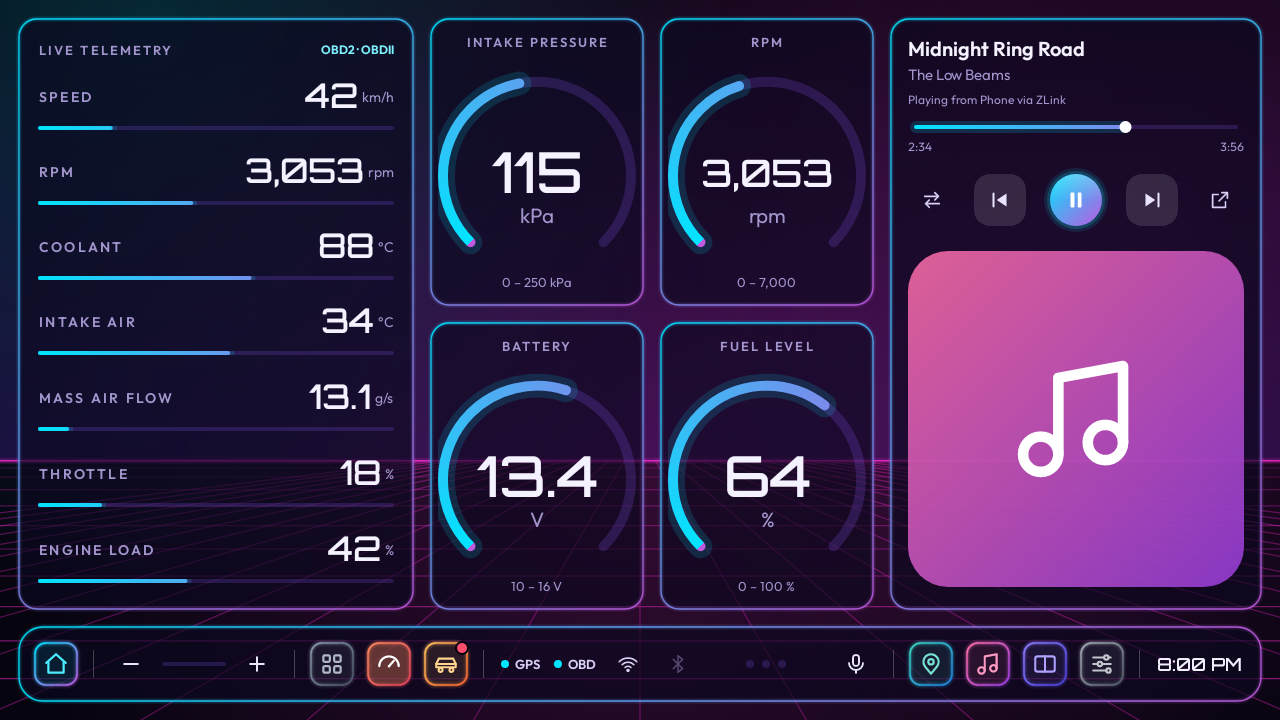 LIVE TELEMETRY
OBD2·OBDII
SPEED
42 km/h
RPM
3,053 rpm
COOLANT
88 °C
INTAKE AIR
34 °C
MASS AIR FLOW
13.1 g/s
THROTTLE
18 %
ENGINE LOAD
42 %
INTAKE PRESSURE
115
kPa
0 – 250 kPa
RPM
3,053
rpm
0 – 7,000
BATTERY
13.4
V
10 – 16 V
FUEL LEVEL
64
%
0 – 100 %
Midnight Ring Road
The Low Beams
Playing from Phone via ZLink
2:34
3:56
GPS
OBD
8:00 PM